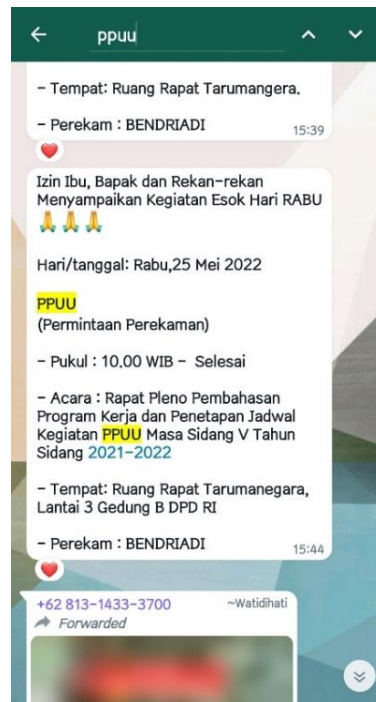 ppuu
- Tempat: Ruang Rapat Tarumangera.
- Perekam : BENDRIADI
15:39
Izin Ibu, Bapak dan Rekan-rekan
Menyampaikan Kegiatan Esok Hari RABU
🙏🙏🙏
Hari/tanggal: Rabu,25 Mei 2022
PPUU
(Permintaan Perekaman)
- Pukul : 10.00 WIB - Selesai
- Acara : Rapat Pleno Pembahasan
Program Kerja dan Penetapan Jadwal
Kegiatan PPUU Masa Sidang V Tahun
Sidang 2021-2022
- Tempat: Ruang Rapat Tarumanegara,
Lantai 3 Gedung B DPD RI
- Perekam : BENDRIADI
15:44
+62 813-1433-3700 ~Watidihati
Forwarded